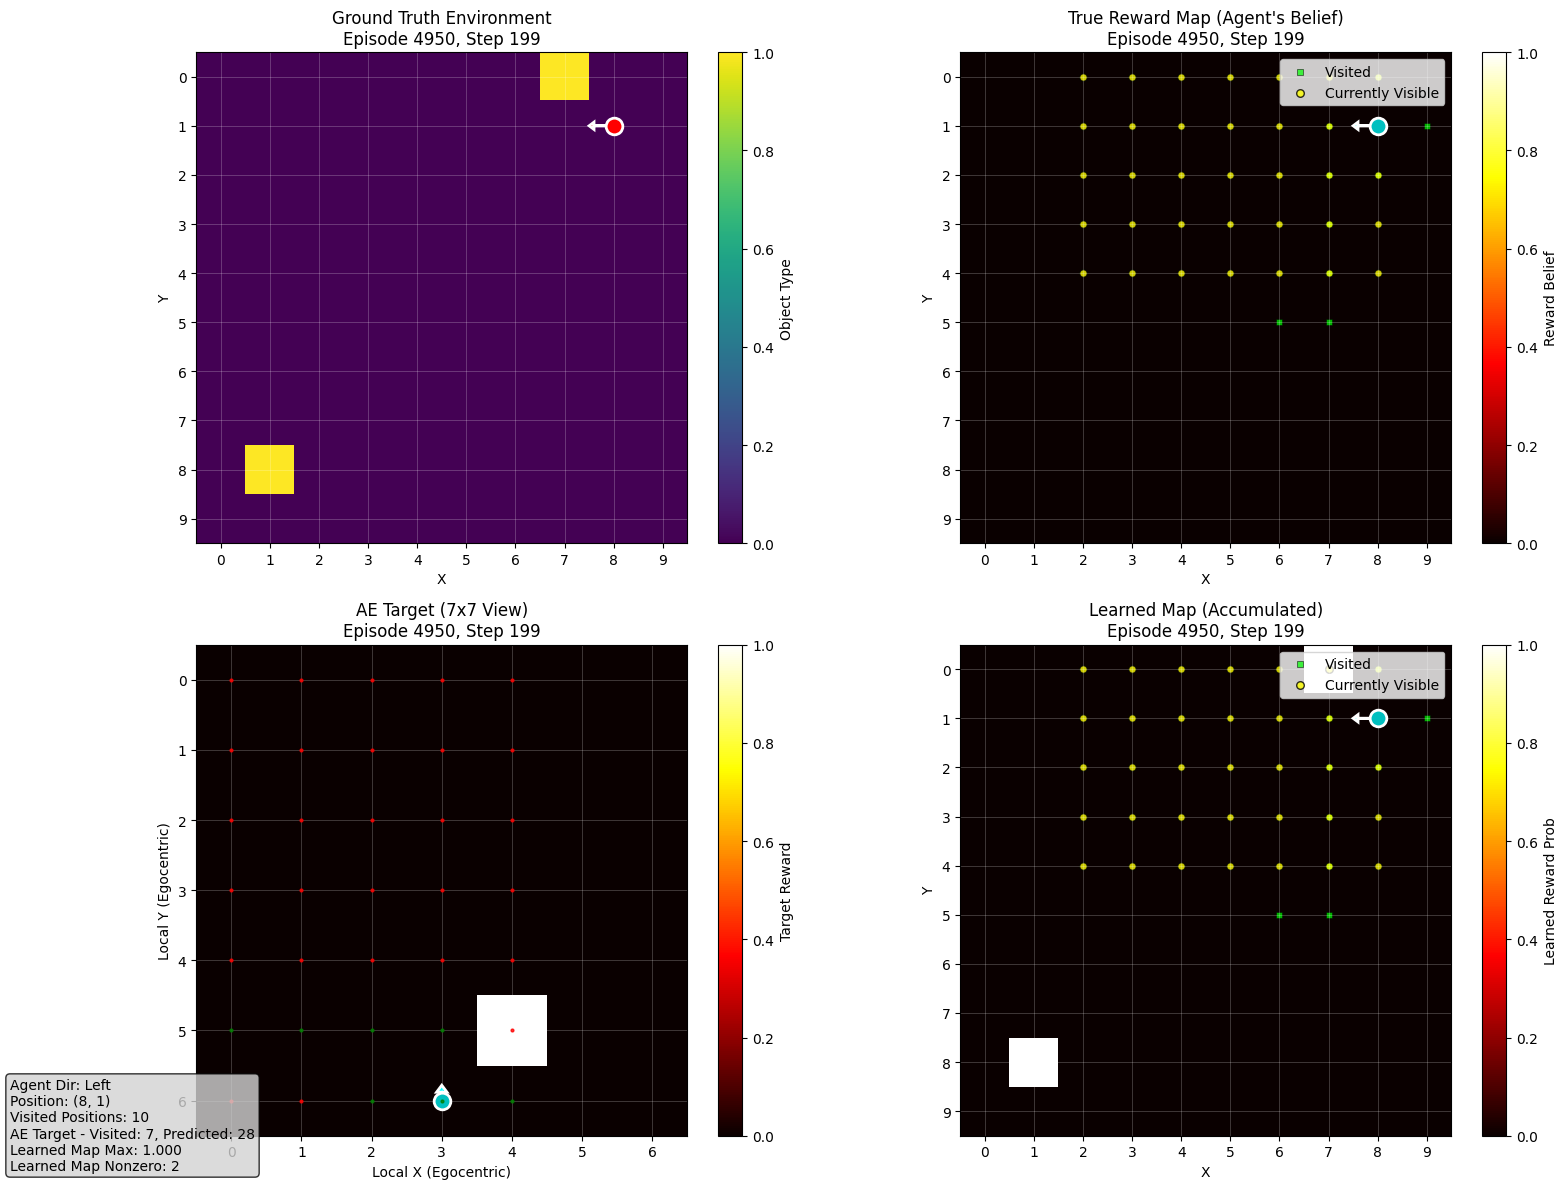 Ground Truth Environment
Episode 4950, Step 199
0
1
2
3
4
5
6
7
8
9
Y
0 1 2 3 4 5 6 7 8 9
X
1.0
0.8
0.6
0.4
0.2
0.0
Object Type
True Reward Map (Agent's Belief)
Episode 4950, Step 199
Visited
Currently Visible
0
1
2
3
4
5
6
7
8
9
Y
0 1 2 3 4 5 6 7 8 9
X
1.0
0.8
0.6
0.4
0.2
0.0
Reward Belief
AE Target (7x7 View)
Episode 4950, Step 199
0
1
2
3
4
5
6
Local Y (Egocentric)
0 1 2 3 4 5 6
Local X (Egocentric)
1.0
0.8
0.6
0.4
0.2
0.0
Target Reward
Agent Dir: Left
Position: (8, 1)
Visited Positions: 10
AE Target - Visited: 7, Predicted: 28
Learned Map Max: 1.000
Learned Map Nonzero: 2
Learned Map (Accumulated)
Episode 4950, Step 199
Visited
Currently Visible
0
1
2
3
4
5
6
7
8
9
Y
0 1 2 3 4 5 6 7 8 9
X
1.0
0.8
0.6
0.4
0.2
0.0
Learned Reward Prob